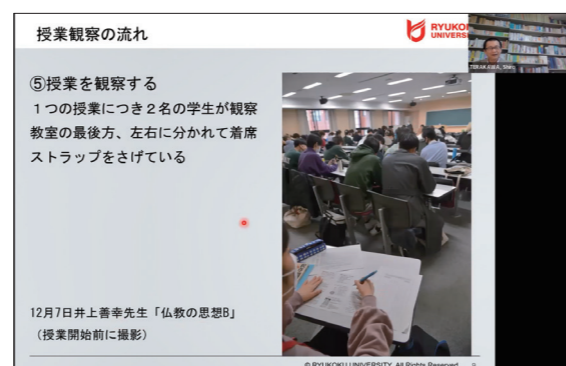 授業観察の流れ
RYUKO
UNIVERS
⑤授業を観察する
１つの授業につき２名の学生が観察
教室の最後方、左右に分かれて着席
ストラップをさげている
12月7日井上善幸先生「仏教の思想B」
（授業開始前に撮影）
© RYUKOKU UNIVERSITY. All Rights Reserved.